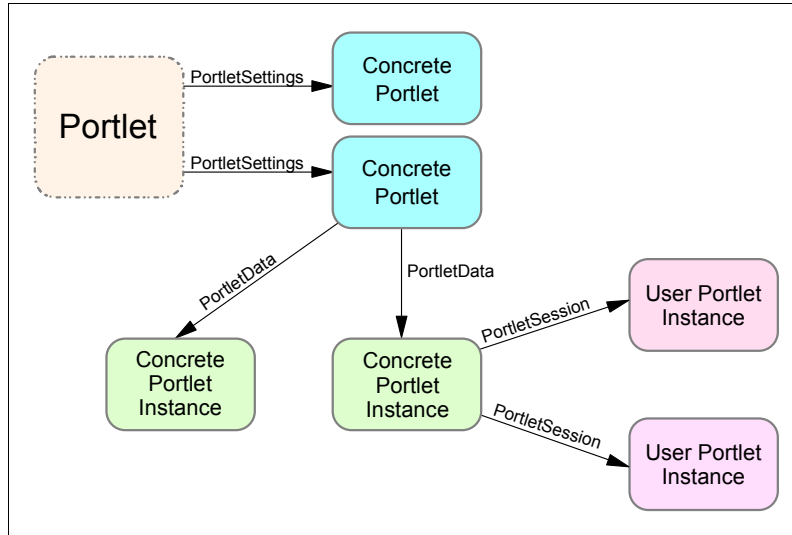 PortletSettings
Concrete
Portlet
Portlet
PortletSettings
Concrete
Portlet
PortletData
PortletData
Concrete
Portlet
Instance
Concrete
Portlet
Instance
PortletSession
User Portlet
Instance
PortletSession
User Portlet
Instance